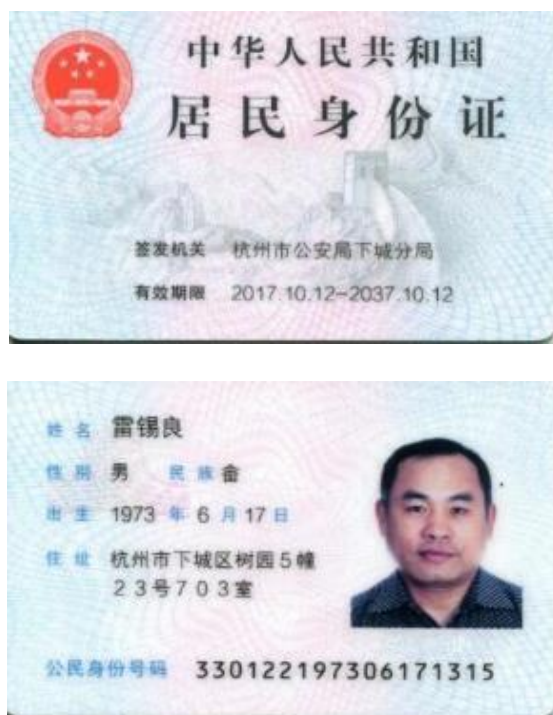 中华人民共和国
居民身份证
签发机关 杭州市公安局下城分局
有效期限 2017.10.12-2037.10.12
姓名 雷锡良
性别 男 民族 畲
出生 1973 年 6 月 17 日
住址 杭州市下城区树园5幢
23号703室
公民身份号码 330122197306171315